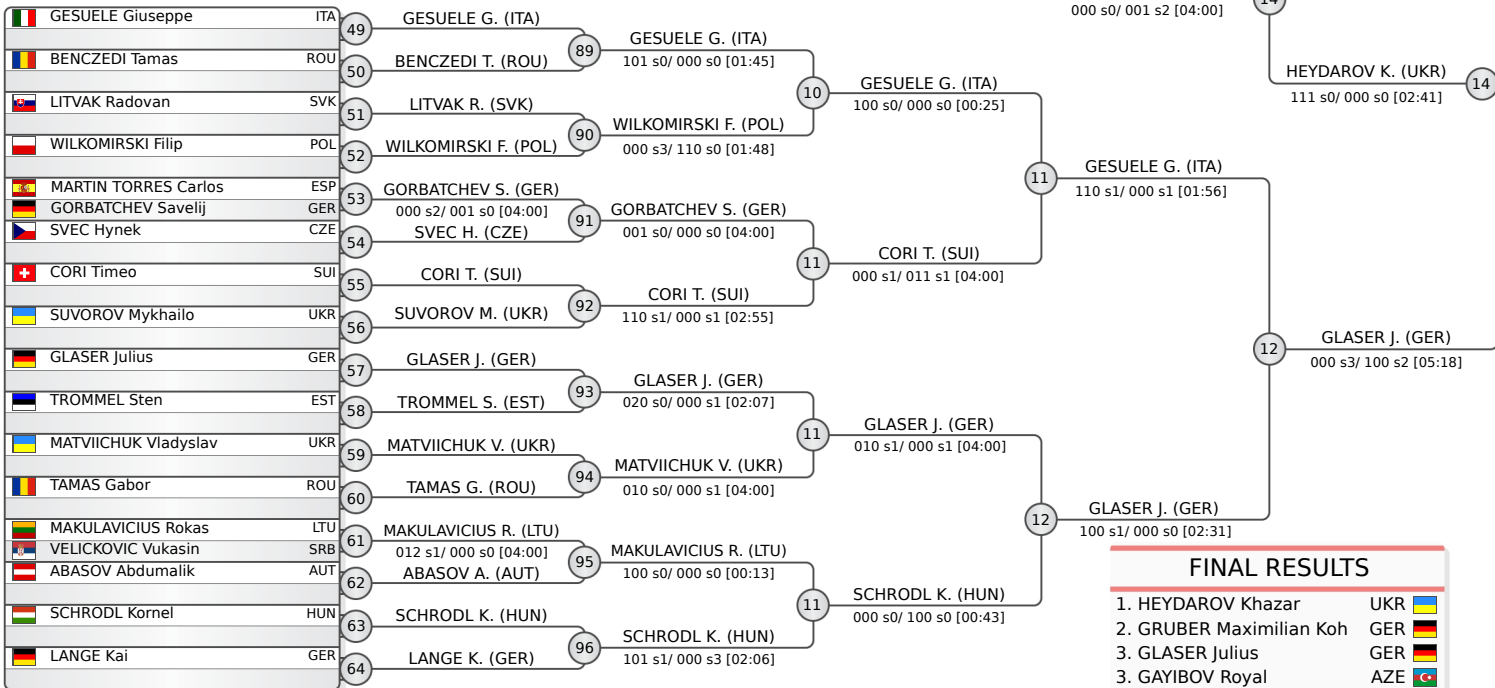 GESUELE Giuseppe ITA
BENCZEDI Tamas ROU
LITVAK Radovan SVK
WILKOMIRSKI Filip POL
MARTIN TORRES Carlos ESP
GORBATCHEV Savelij GER
SVEC Hynek CZE
CORI Timeo SUI
SUVOROV Mykhailo UKR
GLASER Julius GER
TROMMEL Sten EST
MATVIICHUK Vladyslav UKR
TAMAS Gabor ROU
MAKULAVICIUS Rokas LTU
VELICKOVIC Vukasin SRB
ABASOV Abdumalik AUT
SCHRODL Kornel HUN
LANGE Kai GER
49
50
51
52
53
54
55
56
57
58
59
60
61
62
63
64
GESUELE G. (ITA)
BENCZEDI T. (ROU)
LITVAK R. (SVK)
WILKOMIRSKI F. (POL)
GORBATCHEV S. (GER)
000 s2/ 001 s0 [04:00]
SVEC H. (CZE)
CORI T. (SUI)
SUVOROV M. (UKR)
GLASER J. (GER)
TROMMEL S. (EST)
MATVIICHUK V. (UKR)
TAMAS G. (ROU)
MAKULAVICIUS R. (LTU)
012 s1/ 000 s0 [04:00]
ABASOV A. (AUT)
SCHRODL K. (HUN)
LANGE K. (GER)
89
90
91
92
93
94
95
96
GESUELE G. (ITA)
101 s0/ 000 s0 [01:45]
WILKOMIRSKI F. (POL)
000 s3/ 110 s0 [01:48]
GORBATCHEV S. (GER)
001 s0/ 000 s0 [04:00]
CORI T. (SUI)
110 s1/ 000 s1 [02:55]
GLASER J. (GER)
020 s0/ 000 s1 [02:07]
MATVIICHUK V. (UKR)
010 s0/ 000 s1 [04:00]
MAKULAVICIUS R. (LTU)
100 s0/ 000 s0 [00:13]
SCHRODL K. (HUN)
101 s1/ 000 s3 [02:06]
10
11
11
11
GESUELE G. (ITA)
100 s0/ 000 s0 [00:25]
CORI T. (SUI)
000 s1/ 011 s1 [04:00]
GLASER J. (GER)
010 s1/ 000 s1 [04:00]
SCHRODL K. (HUN)
000 s0/ 100 s0 [00:43]
11
12
000 s0/ 001 s2 [04:00]
GESUELE G. (ITA)
110 s1/ 000 s1 [01:56]
GLASER J. (GER)
100 s1/ 000 s0 [02:31]
14
12
HEYDAROV K. (UKR)
111 s0/ 000 s0 [02:41]
14
GLASER J. (GER)
000 s3/ 100 s2 [05:18]
FINAL RESULTS
1. HEYDAROV Khazar UKR
2. GRUBER Maximilian Koh GER
3. GLASER Julius GER
3. GAYIBOV Royal AZE